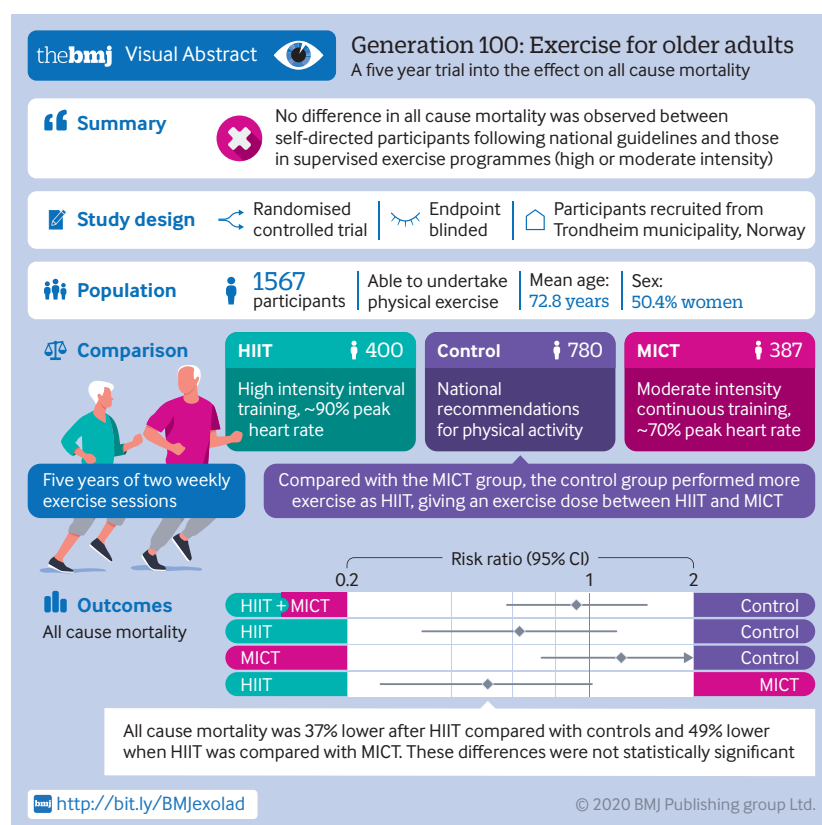 thebmj Visual Abstract
Generation 100: Exercise for older adults
A five year trial into the effect on all cause mortality
Summary
No difference in all cause mortality was observed between
self-directed participants following national guidelines and those
in supervised exercise programmes (high or moderate intensity)
Study design
Randomised
controlled trial
Endpoint
blinded
Participants recruited from
Trondheim municipality, Norway
Population
1567
participants
Able to undertake
physical exercise
Mean age:
72.8 years
Sex:
50.4% women
Comparison
HIIT 400
High intensity interval
training, ~90% peak
heart rate
Control 780
National
recommendations
for physical activity
MICT 387
Moderate intensity
continuous training,
~70% peak heart rate
Five years of two weekly
exercise sessions
Compared with the MICT group, the control group performed more
exercise as HIIT, giving an exercise dose between HIIT and MICT
Risk ratio (95% CI)
0.2 1 2
Outcomes
All cause mortality
HIIT + MICT Control
HIIT Control
MICT Control
HIIT MICT
All cause mortality was 37% lower after HIIT compared with controls and 49% lower
when HIIT was compared with MICT. These differences were not statistically significant
bmj http://bit.ly/BMJexolad
© 2020 BMJ Publishing group Ltd.